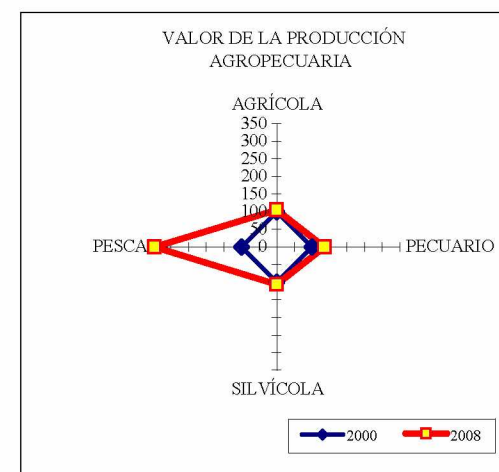 VALOR DE LA PRODUCCIÓN
AGROPECUARIA
AGRÍCOLA
350
300
250
200
150
100
50
0
PESCA
PECUARIO
SILVÍCOLA
2000
2008